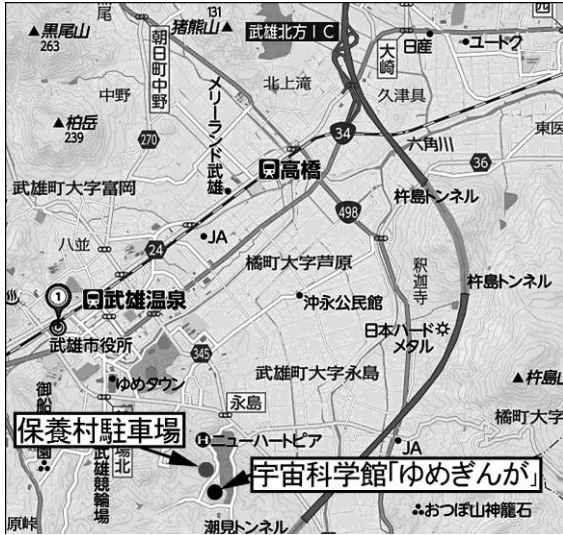 131
猪熊山▲
武雄北方IC
▲黒尾山
263
朝日町中野
大崎
日産
ユードク
79
中野
メリーランド武雄
北上滝
久津具
▲柏岳
239
270
34
六角川
東医
36
高橋
武雄町大字富岡
杵島トンネル
498
八並
24
JA
橘町大字芦原
釈迦寺
1
武雄温泉
沖永公民館
杵島トンネル
武雄市役所
日本ハード
メタル
345
ゆめタウン
武雄町大字永島
▲杵島山
御船
永島
橘町大字
保養村駐車場
H ニューハートピア
JA
場北
武雄競輪場
宇宙科学館「ゆめぎんが」
おつぼ山神籠石
原峠
潮見トンネル